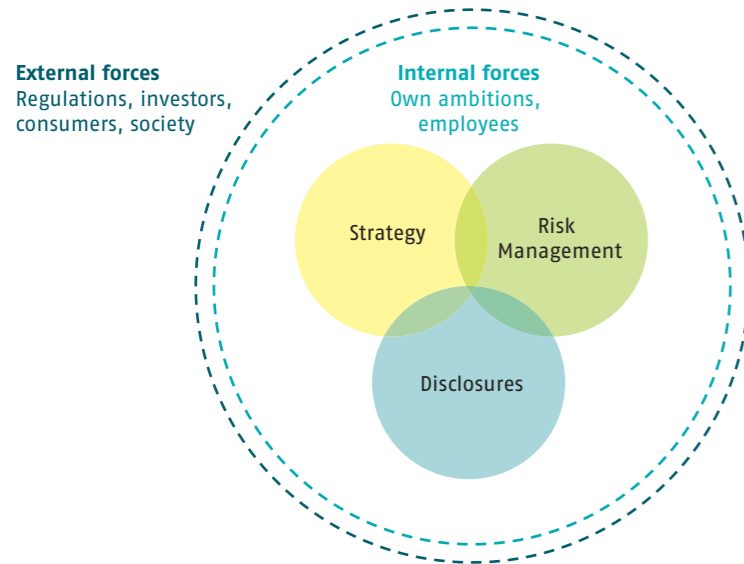 External forces
Regulations, investors,
consumers, society
Internal forces
Own ambitions,
employees
Strategy
Risk
Management
Disclosures